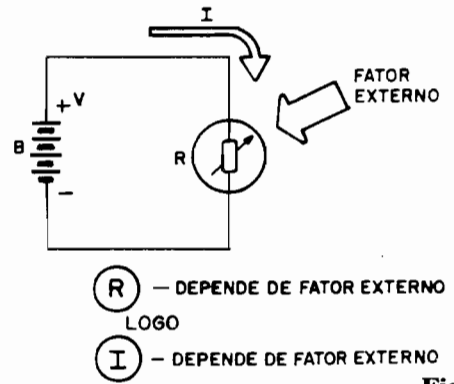 I
FATOR
EXTERNO
+ V
B
R
-
R — DEPENDE DE FATOR EXTERNO
LOGO
I — DEPENDE DE FATOR EXTERNO